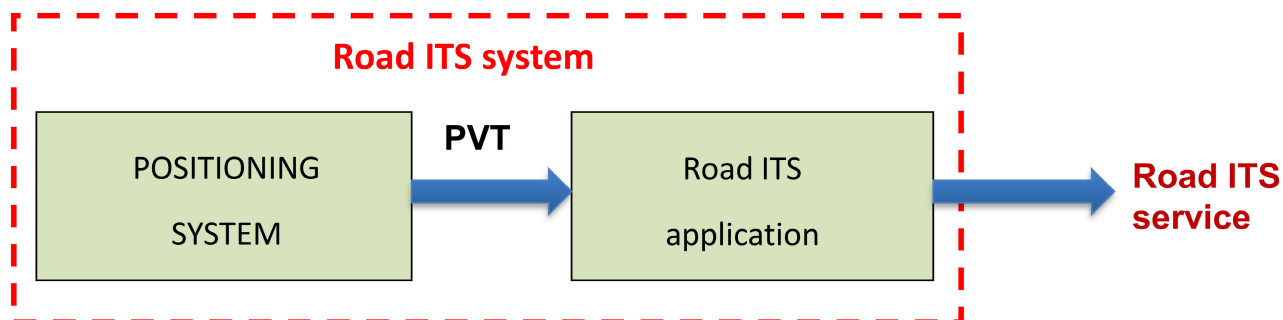 Road ITS system
PVT
POSITIONING
SYSTEM
Road ITS
application
Road ITS
service